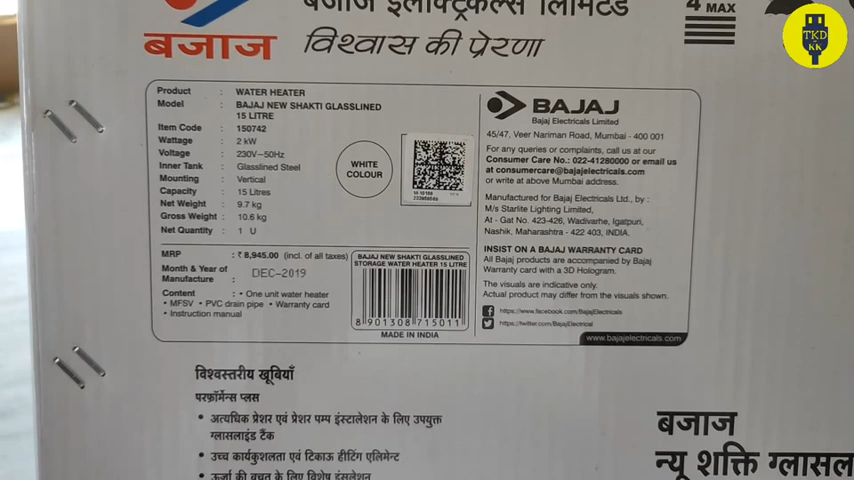 बजाज इलेक्ट्रिकल्स लिमिटेड
बजाज
विश्वास की प्रेरणा
4 MAX
TKD
KK
Product : WATER HEATER
Model : BAJAJ NEW SHAKTI GLASSLINED
15 LITRE
Item Code : 150742
Wattage : 2 kW
Voltage : 230V~50Hz
Inner Tank : Glasslined Steel
Mounting : Vertical
Capacity : 15 Litres
Net Weight : 9.7 kg
Gross Weight : 10.6 kg
Net Quantity : 1 U
WHITE
COLOUR
MRP : ₹ 8,945.00 (incl. of all taxes)
Month & Year of
Manufacture : DEC-2019
Content : • One unit water heater
• MFSV • PVC drain pipe • Warranty card
• Instruction manual
BAJAJ NEW SHAKTI GLASSLINED
STORAGE WATER HEATER 15 LITRE
8 901308 715011
MADE IN INDIA
BAJAJ
Bajaj Electricals Limited
45/47, Veer Nariman Road, Mumbai - 400 001
For any queries or complaints, call us at our
Consumer Care No.: 022-41280000 or email us
at consumercare@bajajelectricals.com
or write at above Mumbai address.
Manufactured for Bajaj Electricals Ltd., by :
M/s Starlite Lighting Limited,
At - Gat No. 423-426, Wadivarhe, Igatpuri,
Nashik, Maharashtra - 422 403, INDIA.
INSIST ON A BAJAJ WARRANTY CARD
All Bajaj products are accompanied by Bajaj
Warranty card with a 3D Hologram.
The visuals are indicative only.
Actual product may differ from the visuals shown.
https://www.facebook.com/BajajElectricals
https://twitter.com/BajajElectrical
www.bajajelectricals.com
विश्वस्तरीय खूबियाँ
परफ़ॉर्मेन्स प्लस
• अत्यधिक प्रेशर एवं प्रेशर पम्प इंस्टालेशन के लिए उपयुक्त
ग्लासलाइंड टैंक
• उच्च कार्यकुशलता एवं टिकाऊ हीटिंग एलिमेन्ट
• ऊर्जा की बचत के लिए विशेष इंसुलेशन
बजाज
न्यू शक्ति ग्लासल